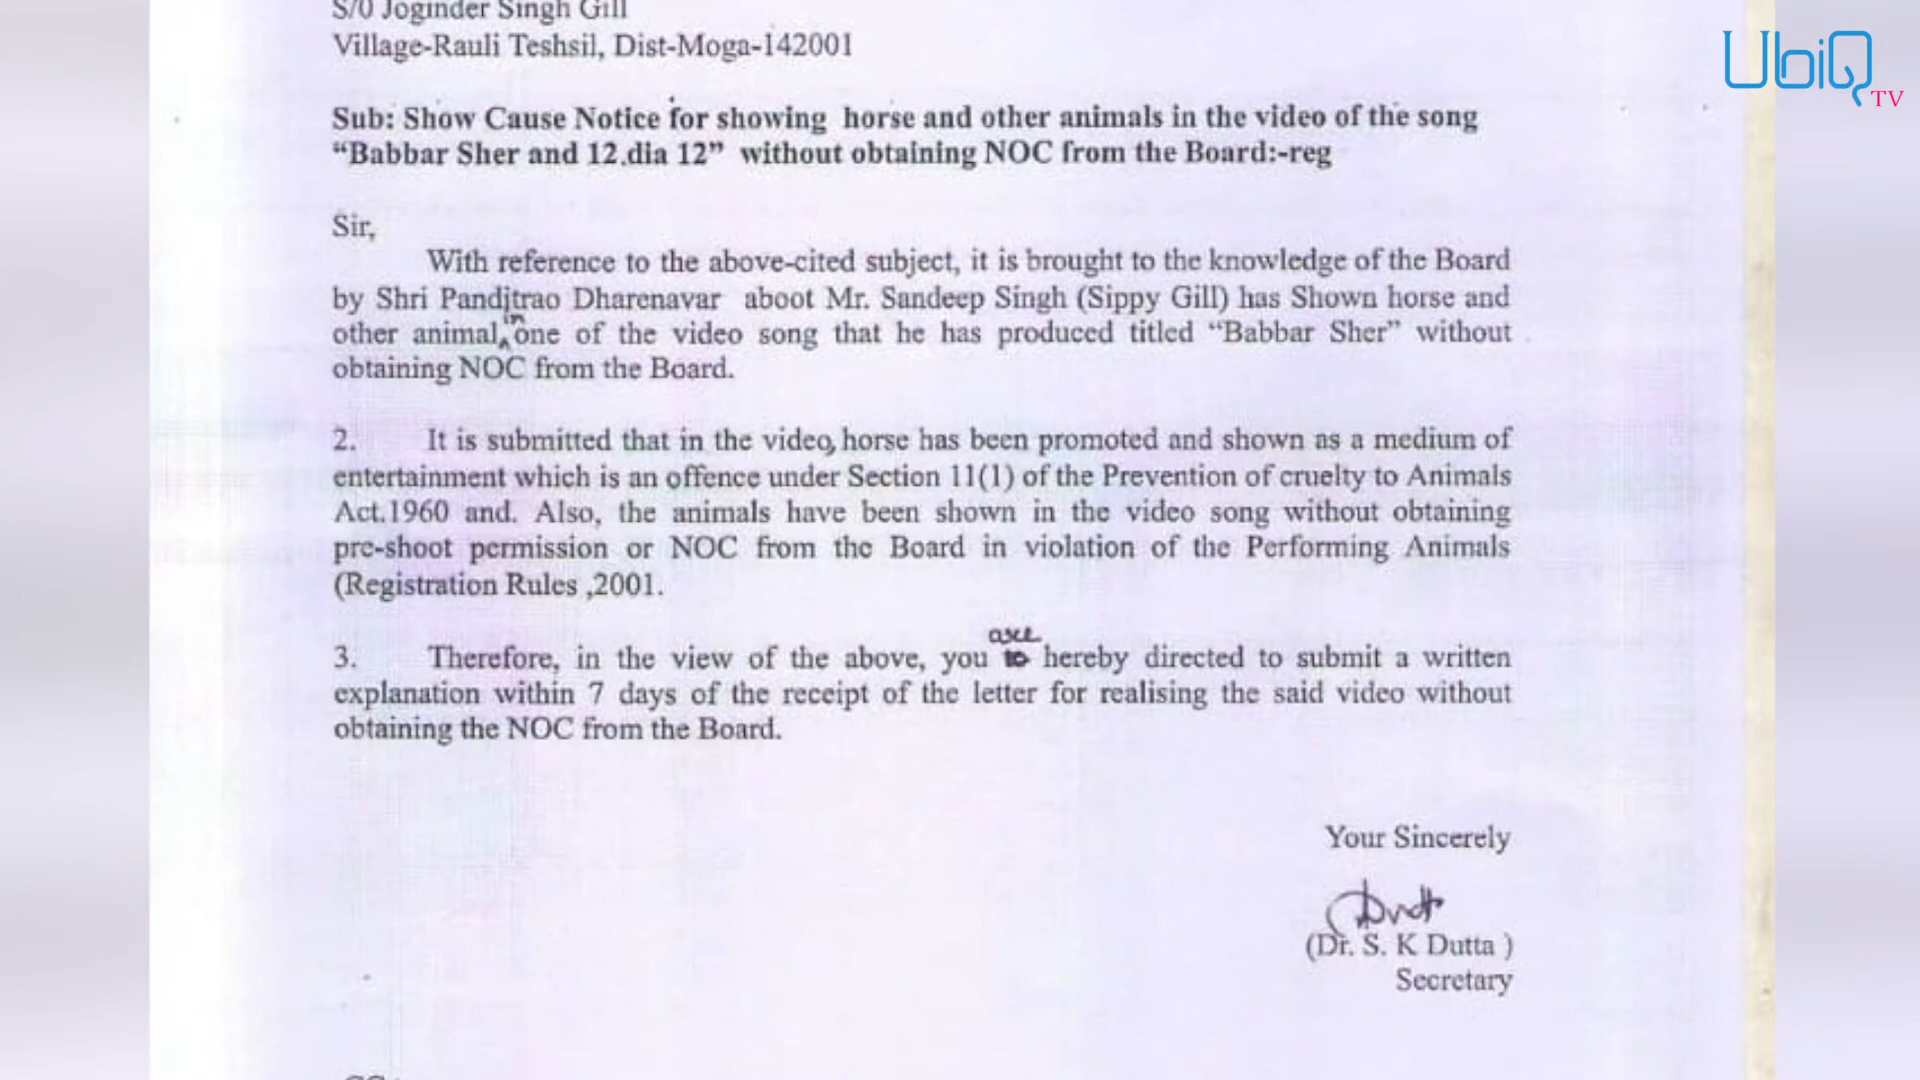 S/0 Joginder Singh Gill
Village-Rauli Teshsil, Dist-Moga-142001
UbiQ
TV
Sub: Show Cause Notice for showing horse and other animals in the video of the song
“Babbar Sher and 12.dia 12” without obtaining NOC from the Board:-reg
Sir,
With reference to the above-cited subject, it is brought to the knowledge of the Board
by Shri Panditrao Dharenavar aboot Mr. Sandeep Singh (Sippy Gill) has Shown horse and
other animal, in one of the video song that he has produced titled “Babbar Sher” without
obtaining NOC from the Board.
2. It is submitted that in the video, horse has been promoted and shown as a medium of
entertainment which is an offence under Section 11(1) of the Prevention of cruelty to Animals
Act.1960 and. Also, the animals have been shown in the video song without obtaining
pre-shoot permission or NOC from the Board in violation of the Performing Animals
(Registration Rules ,2001.
are
3. Therefore, in the view of the above, you to hereby directed to submit a written
explanation within 7 days of the receipt of the letter for realising the said video without
obtaining the NOC from the Board.
Your Sincerely
Dutt
(Dr. S. K Dutta )
Secretary